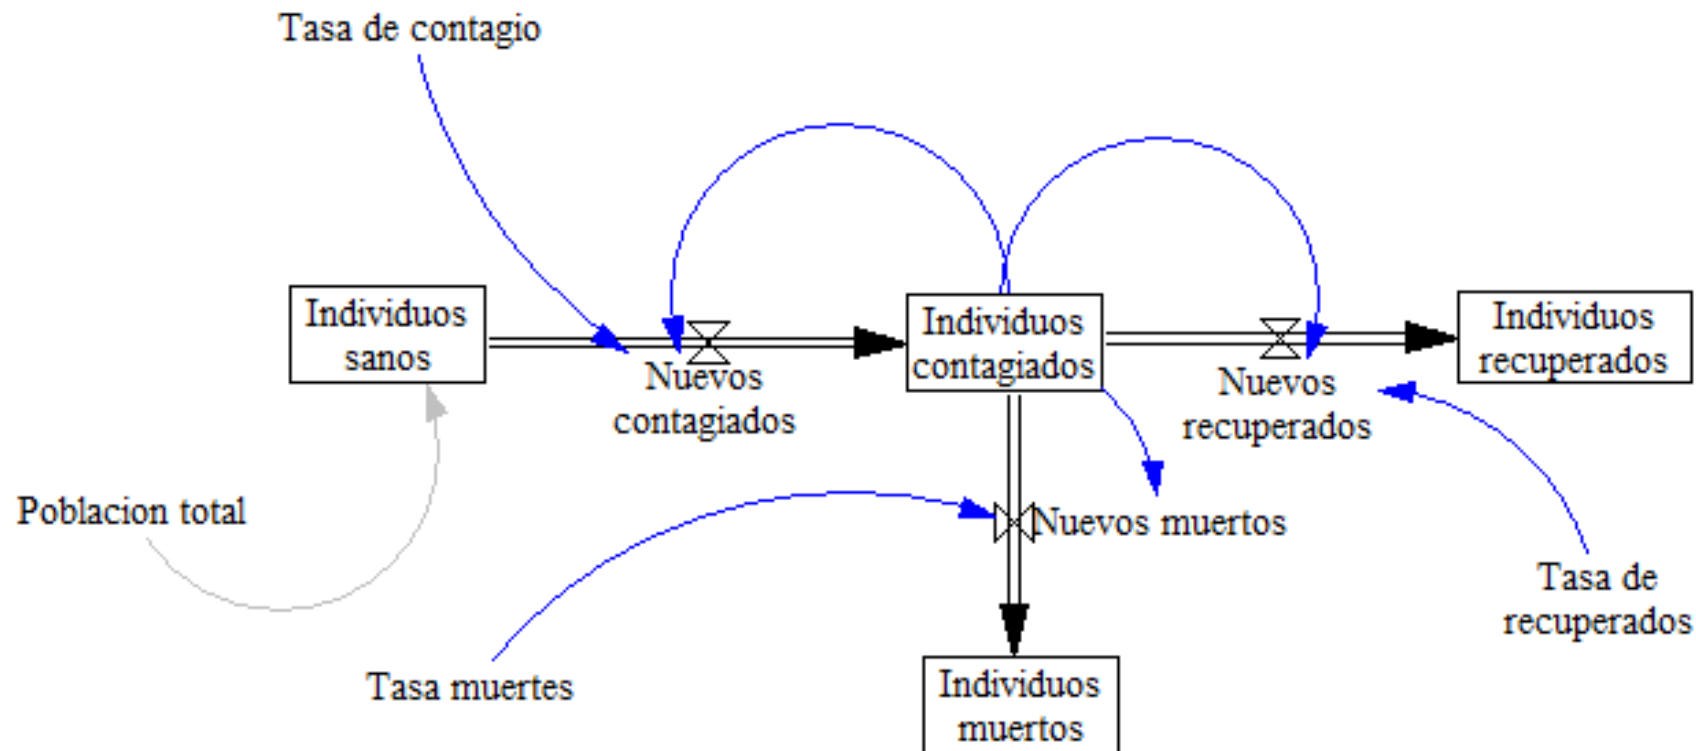 Tasa de contagio
Individuos
sanos
Nuevos
contagiados
Individuos
contagiados
Nuevos
recuperados
Individuos
recuperados
Poblacion total
Nuevos muertos
Tasa de
recuperados
Tasa muertes
Individuos
muertos